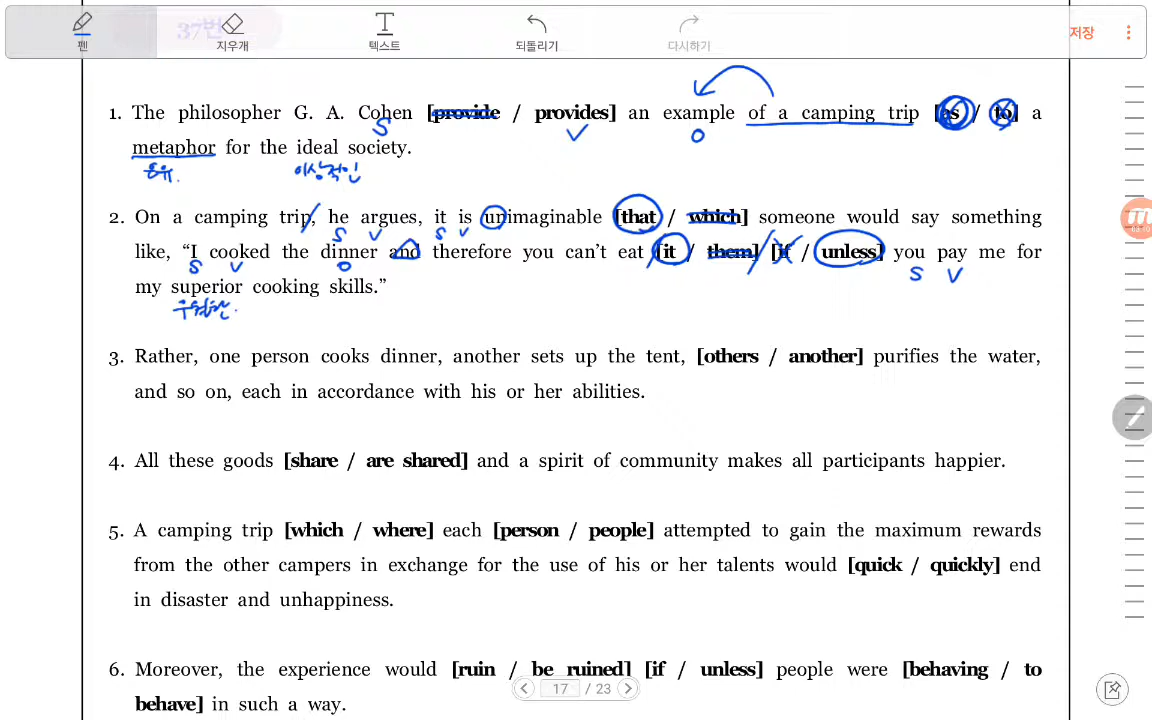 37번
펜 지우개 텍스트 되돌리기 다시하기 저장
1. The philosopher G. A. Cohen [provide / provides] an example of a camping trip [as / to] a
S V O
metaphor for the ideal society.
은유. 이상적인
2. On a camping trip, he argues, it is unimaginable [that / which] someone would say something
S V S V
like, “I cooked the dinner and therefore you can’t eat [it / them] [if / unless] you pay me for
S V O S V
my superior cooking skills.”
우월한.
3. Rather, one person cooks dinner, another sets up the tent, [others / another] purifies the water,
and so on, each in accordance with his or her abilities.
4. All these goods [share / are shared] and a spirit of community makes all participants happier.
5. A camping trip [which / where] each [person / people] attempted to gain the maximum rewards
from the other campers in exchange for the use of his or her talents would [quick / quickly] end
in disaster and unhappiness.
6. Moreover, the experience would [ruin / be ruined] [if / unless] people were [behaving / to
17 / 23
behave] in such a way.